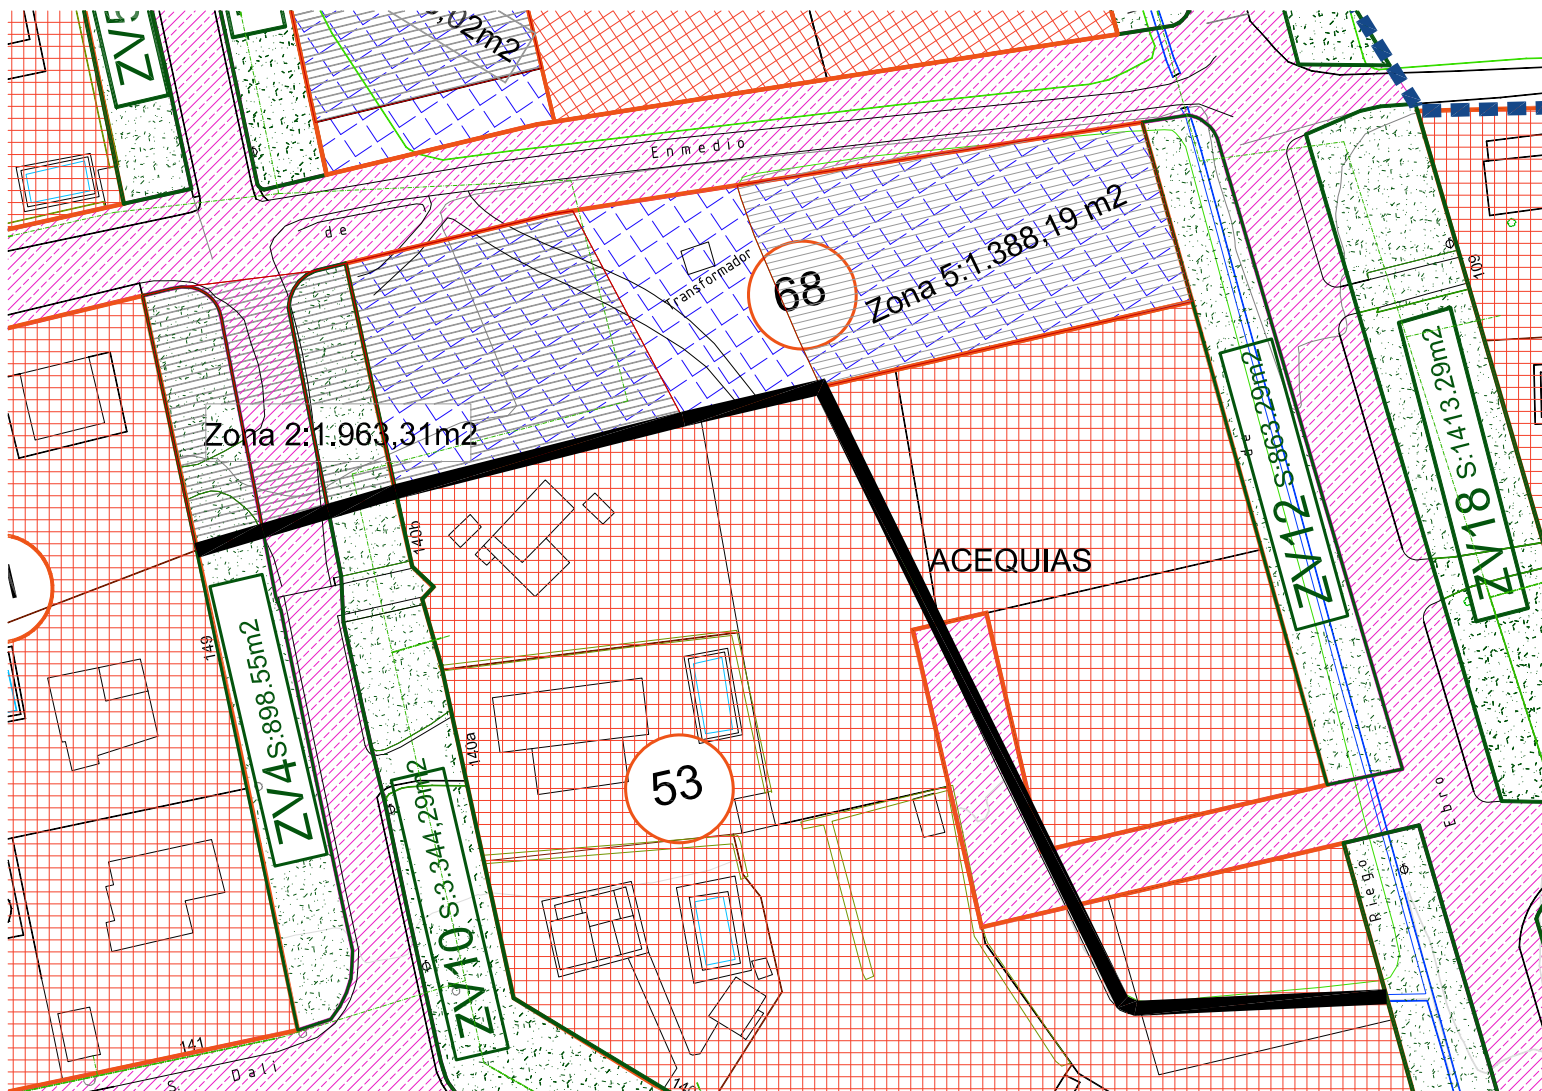 ZV5
,02m2
Enmedio
de
Transformador
68
Zona 5:1.388,19 m2
109
Zona 2:1.963,31m2
de
ZV12 S:863.29m2
ZV18 S:1413.29m2
140b
ACEQUIAS
149
ZV4 S:898.55m2
140a
53
ZV10 S:3.344,29m2
Ebro
Riego
141
S.
Dali